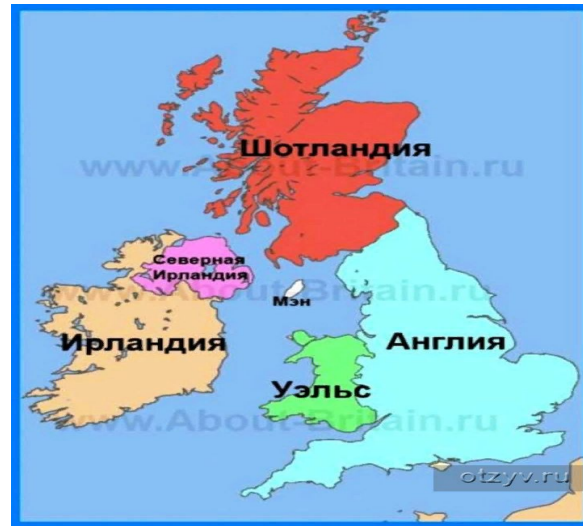 Шотландия
www.About-Britain.ru
Северная
Ирландия
www.About-Britain.ru
Мэн
Ирландия
Англия
Уэльс
www.About-Britain.ru
otzyv.ru